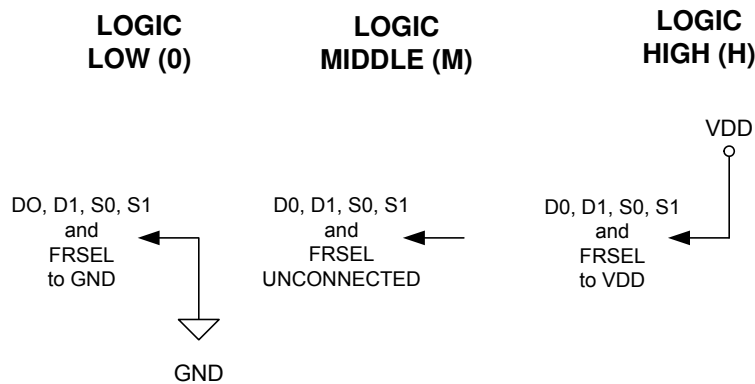 LOGIC
LOW (0)
LOGIC
MIDDLE (M)
LOGIC
HIGH (H)
VDD
DO, D1, S0, S1
and
FRSEL
to GND
D0, D1, S0, S1
and
FRSEL
UNCONNECTED
D0, D1, S0, S1
and
FRSEL
to VDD
GND